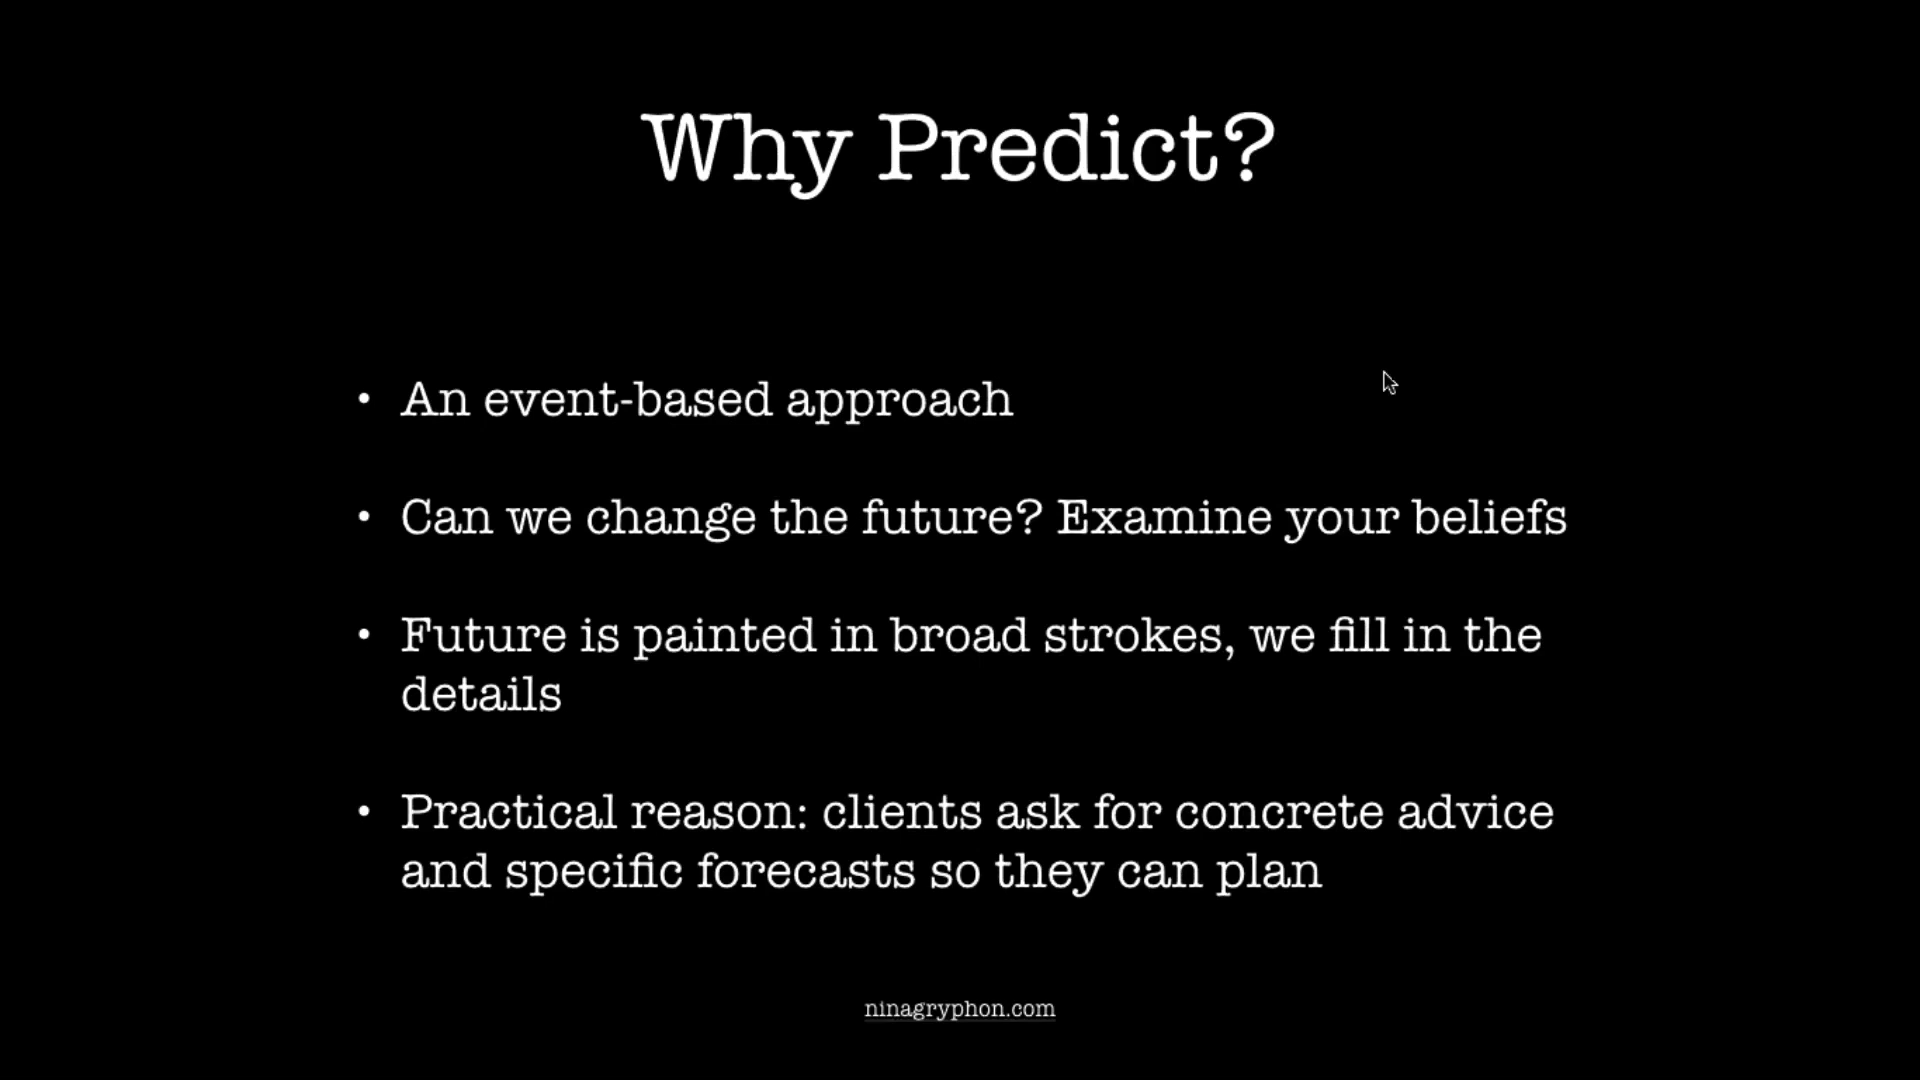 Why Predict?
• An event-based approach
• Can we change the future? Examine your beliefs
• Future is painted in broad strokes, we fill in the
details
• Practical reason: clients ask for concrete advice
and specific forecasts so they can plan
ninagryphon.com